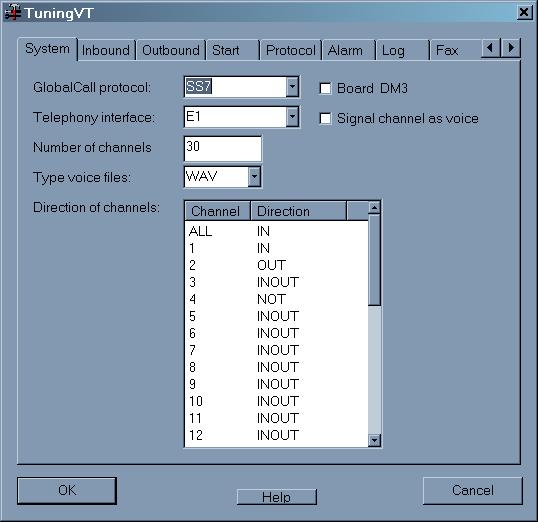 TuningVT
System Inbound Outbound Start Protocol Alarm Log Fax
GlobalCall protocol: SS7 Board DM3
Telephony interface: E1 Signal channel as voice
Number of channels 30
Type voice files: WAV
Direction of channels: Channel Direction
ALL IN
1 IN
2 OUT
3 INOUT
4 NOT
5 INOUT
6 INOUT
7 INOUT
8 INOUT
9 INOUT
10 INOUT
11 INOUT
12 INOUT
OK Help Cancel